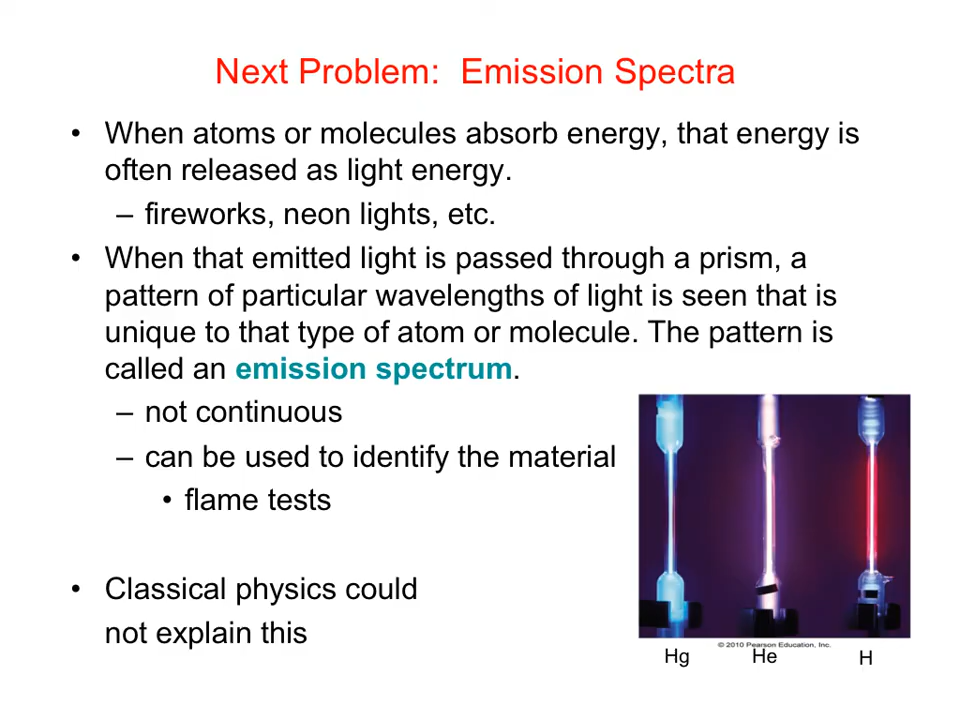 Next Problem:  Emission Spectra
• When atoms or molecules absorb energy, that energy is
often released as light energy.
– fireworks, neon lights, etc.
• When that emitted light is passed through a prism, a
pattern of particular wavelengths of light is seen that is
unique to that type of atom or molecule. The pattern is
called an emission spectrum.
– not continuous
– can be used to identify the material
• flame tests
• Classical physics could
not explain this
© 2010 Pearson Education, Inc.
Hg He H